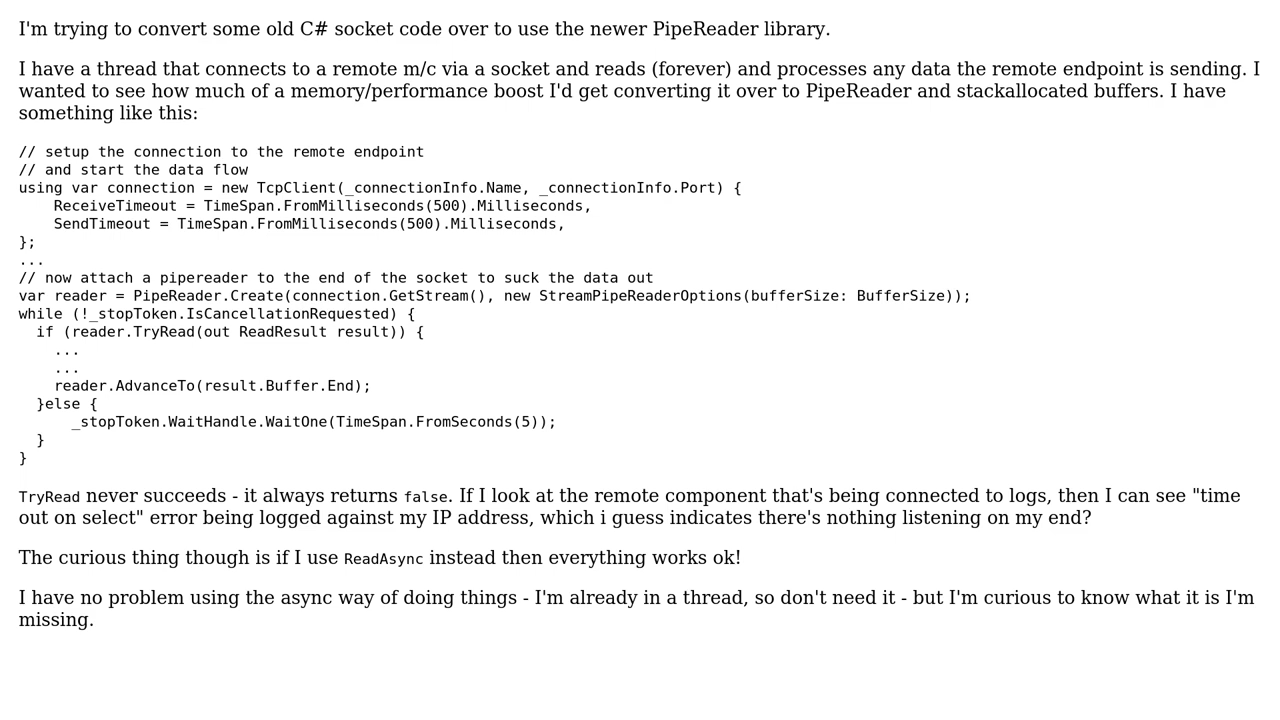 I'm trying to convert some old C# socket code over to use the newer PipeReader library.
I have a thread that connects to a remote m/c via a socket and reads (forever) and processes any data the remote endpoint is sending. I
wanted to see how much of a memory/performance boost I'd get converting it over to PipeReader and stackallocated buffers. I have
something like this:
// setup the connection to the remote endpoint
// and start the data flow
using var connection = new TcpClient(_connectionInfo.Name, _connectionInfo.Port) {
    ReceiveTimeout = TimeSpan.FromMilliseconds(500).Milliseconds,
    SendTimeout = TimeSpan.FromMilliseconds(500).Milliseconds,
};
...
// now attach a pipereader to the end of the socket to suck the data out
var reader = PipeReader.Create(connection.GetStream(), new StreamPipeReaderOptions(bufferSize: BufferSize));
while (!_stopToken.IsCancellationRequested) {
  if (reader.TryRead(out ReadResult result)) {
    ...
    ...
    reader.AdvanceTo(result.Buffer.End);
  }else {
      _stopToken.WaitHandle.WaitOne(TimeSpan.FromSeconds(5));
  }
}
TryRead never succeeds - it always returns false. If I look at the remote component that's being connected to logs, then I can see "time
out on select" error being logged against my IP address, which i guess indicates there's nothing listening on my end?
The curious thing though is if I use ReadAsync instead then everything works ok!
I have no problem using the async way of doing things - I'm already in a thread, so don't need it - but I'm curious to know what it is I'm
missing.